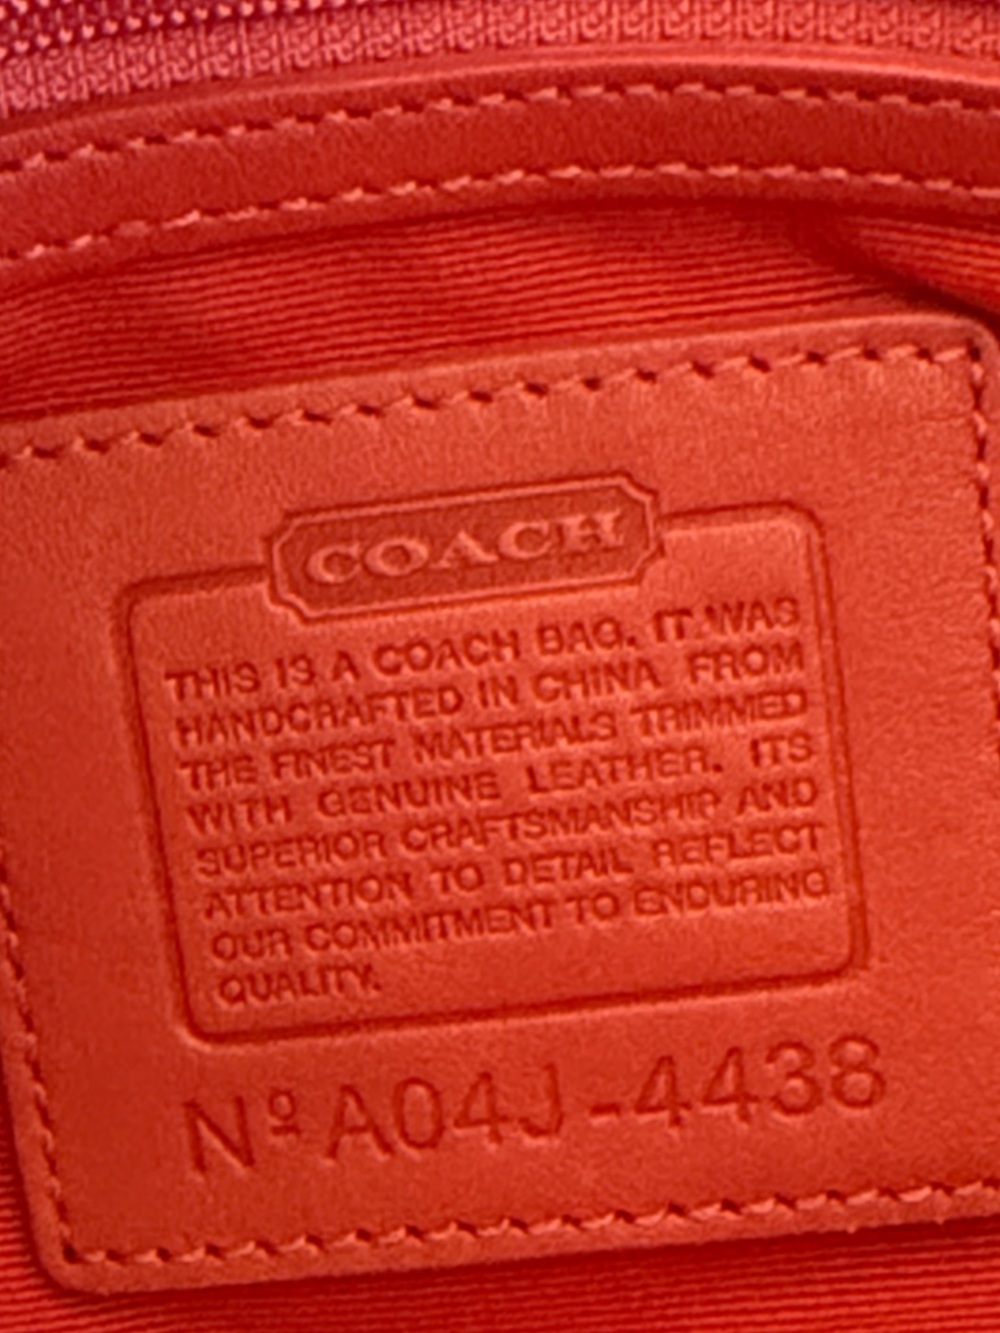 COACH
THIS IS A COACH BAG. IT WAS
HANDCRAFTED IN CHINA FROM
THE FINEST MATERIALS TRIMMED
WITH GENUINE LEATHER. ITS
SUPERIOR CRAFTSMANSHIP AND
ATTENTION TO DETAIL REFLECT
OUR COMMITMENT TO ENDURING
QUALITY.
Nº A04J-4438